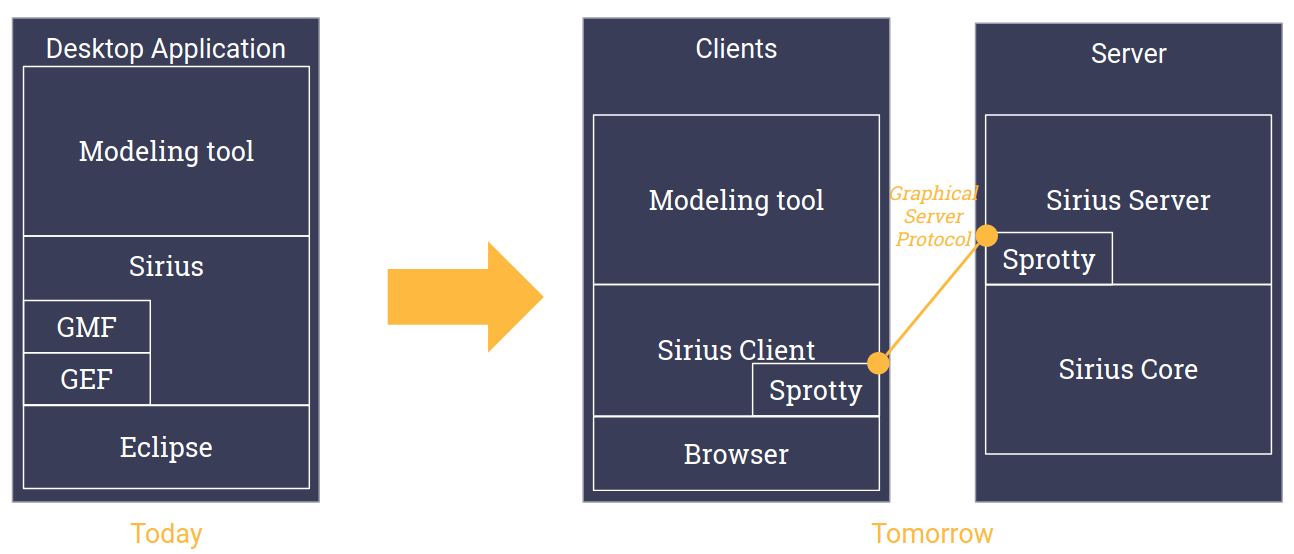 Desktop Application
Modeling tool
Sirius
GMF
GEF
Eclipse
Today
Clients
Modeling tool
Sirius Client
Sprotty
Browser
Graphical
Server
Protocol
Server
Sirius Server
Sprotty
Sirius Core
Tomorrow